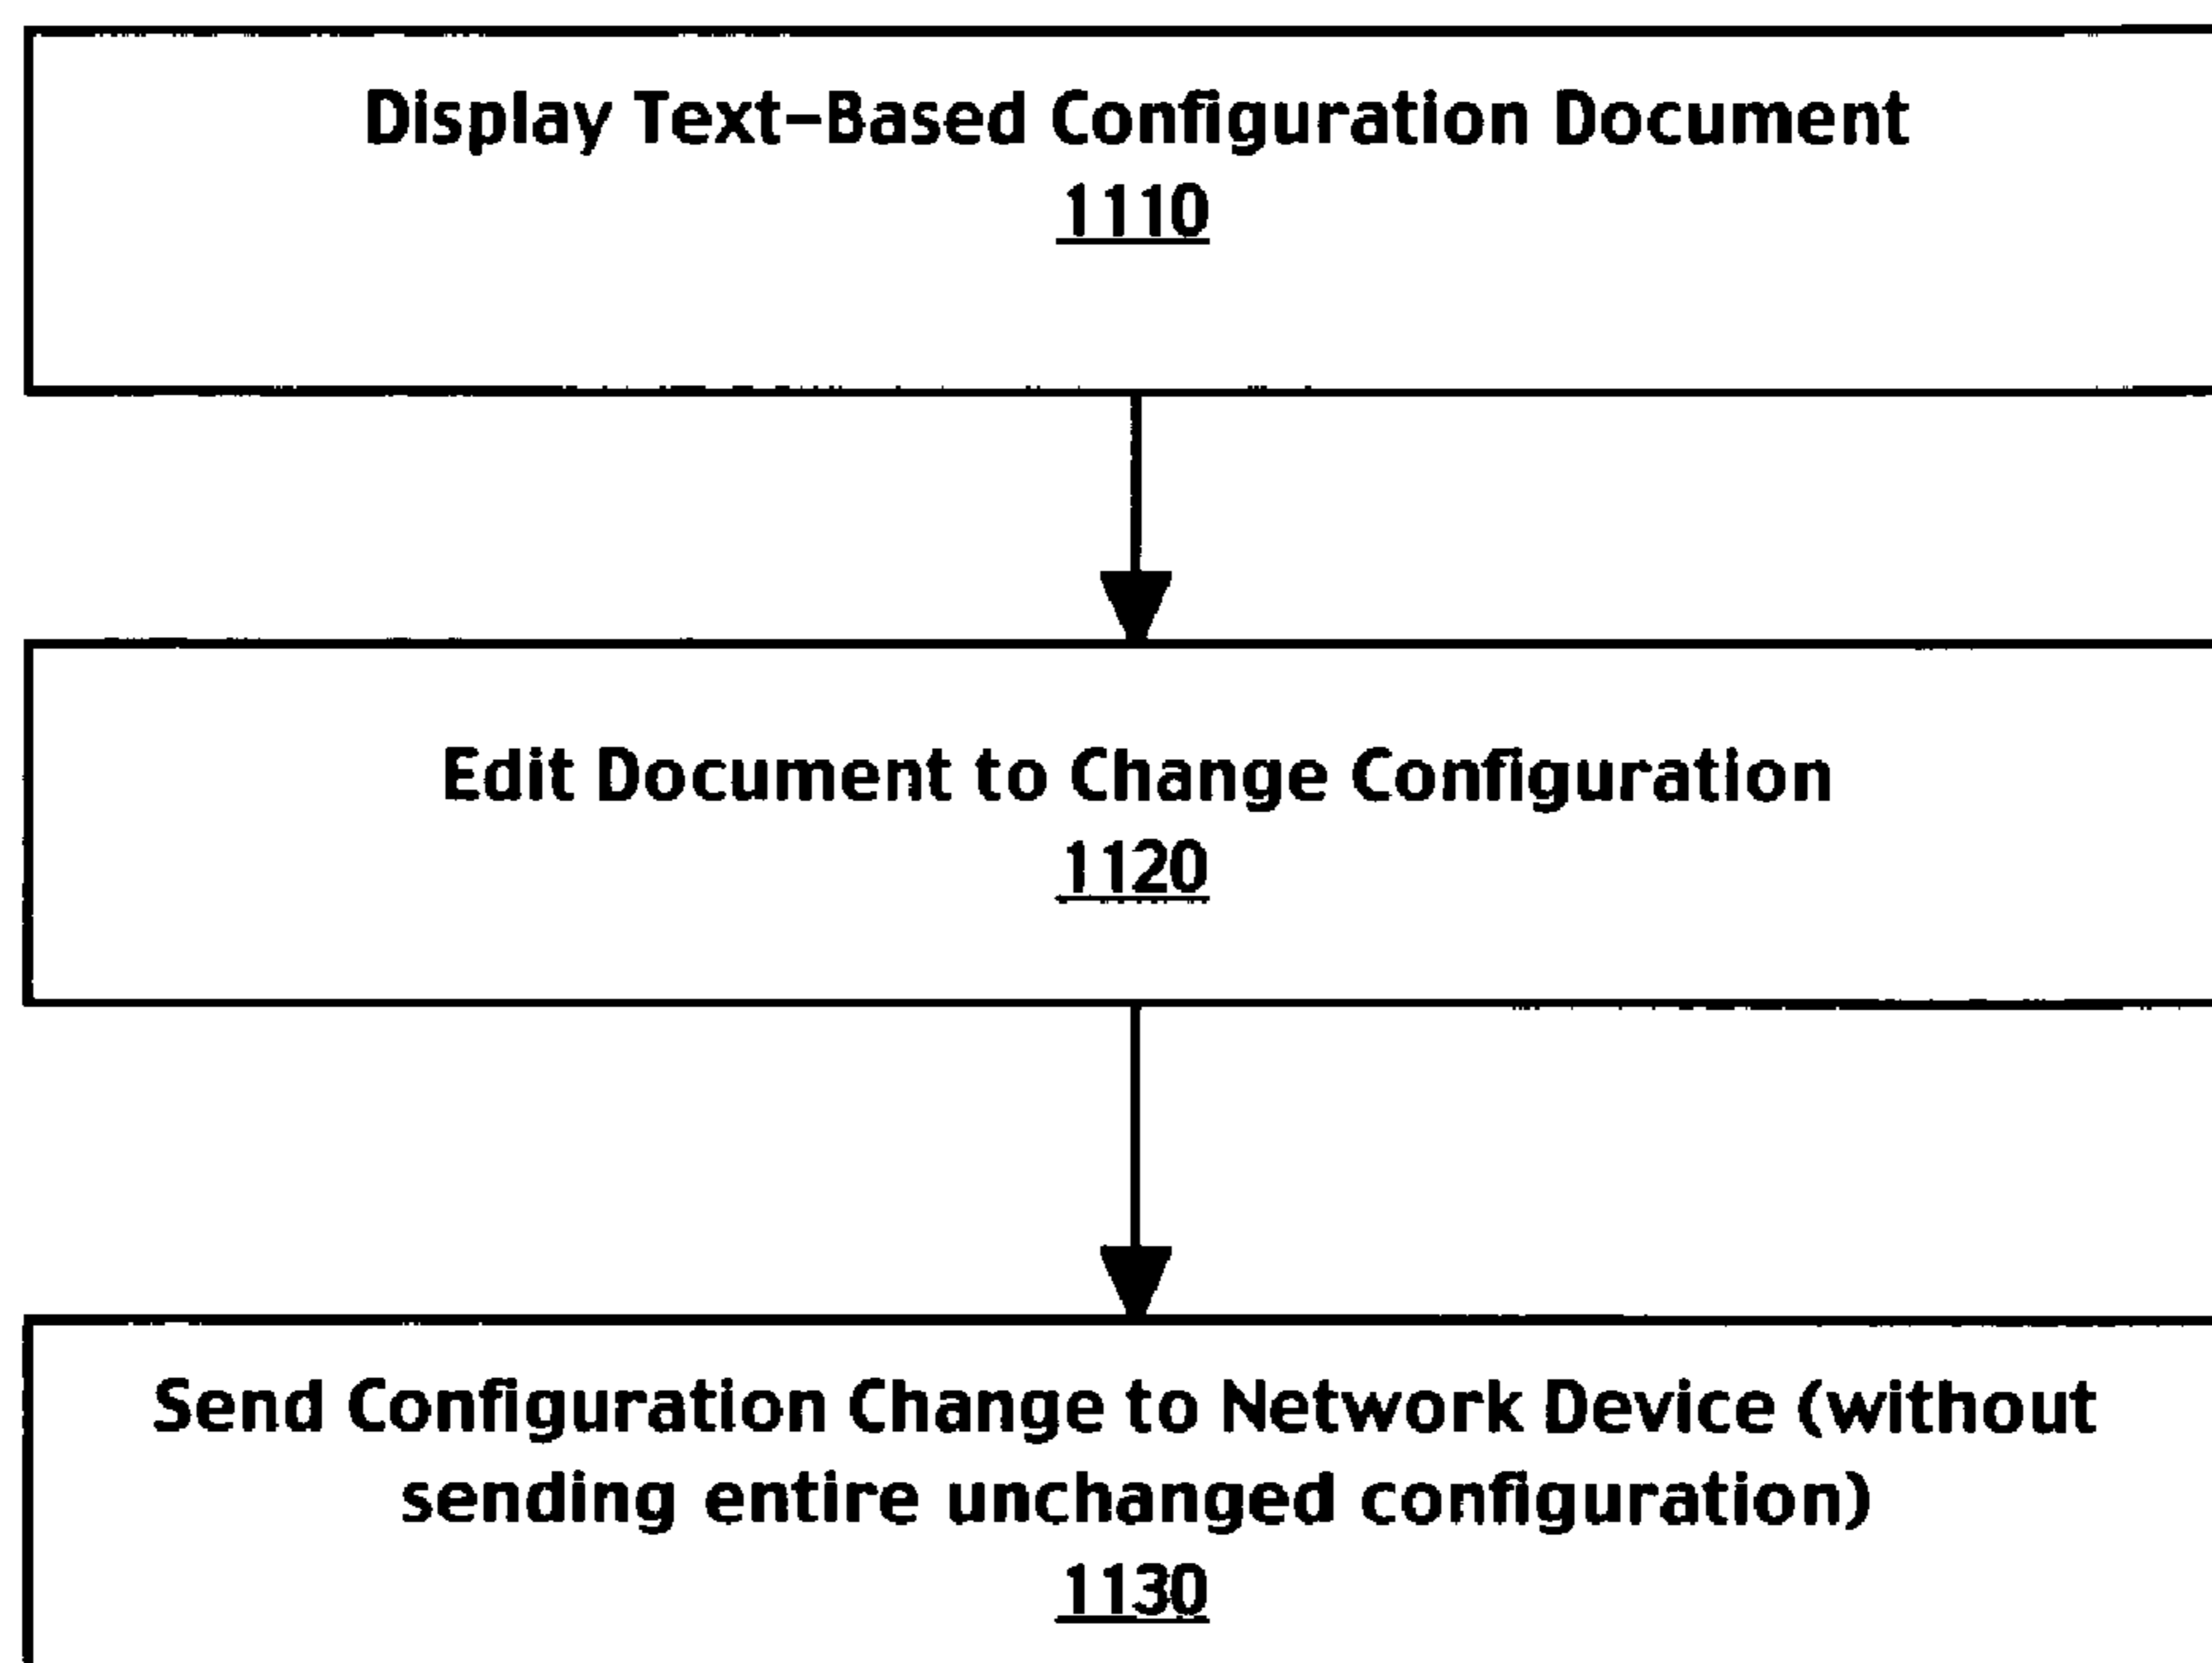 Display Text-Based Configuration Document
1110
Edit Document to Change Configuration
1120
Send Configuration Change to Network Device (without
sending entire unchanged configuration)
1130